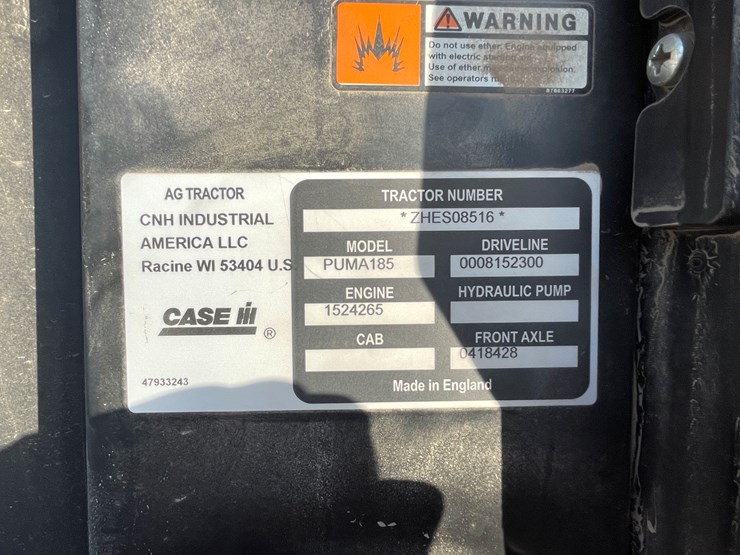 WARNING
Do not use ether. Engine equipped
with electric
Use of ether explosion.
See operators
87803277
AG TRACTOR
CNH INDUSTRIAL
AMERICA LLC
Racine WI 53404 U.S
CASE IH ®
47933243
TRACTOR NUMBER
* ZHES08516 *
MODEL DRIVELINE
PUMA185 0008152300
ENGINE HYDRAULIC PUMP
1524265
CAB FRONT AXLE
0418428
Made in England